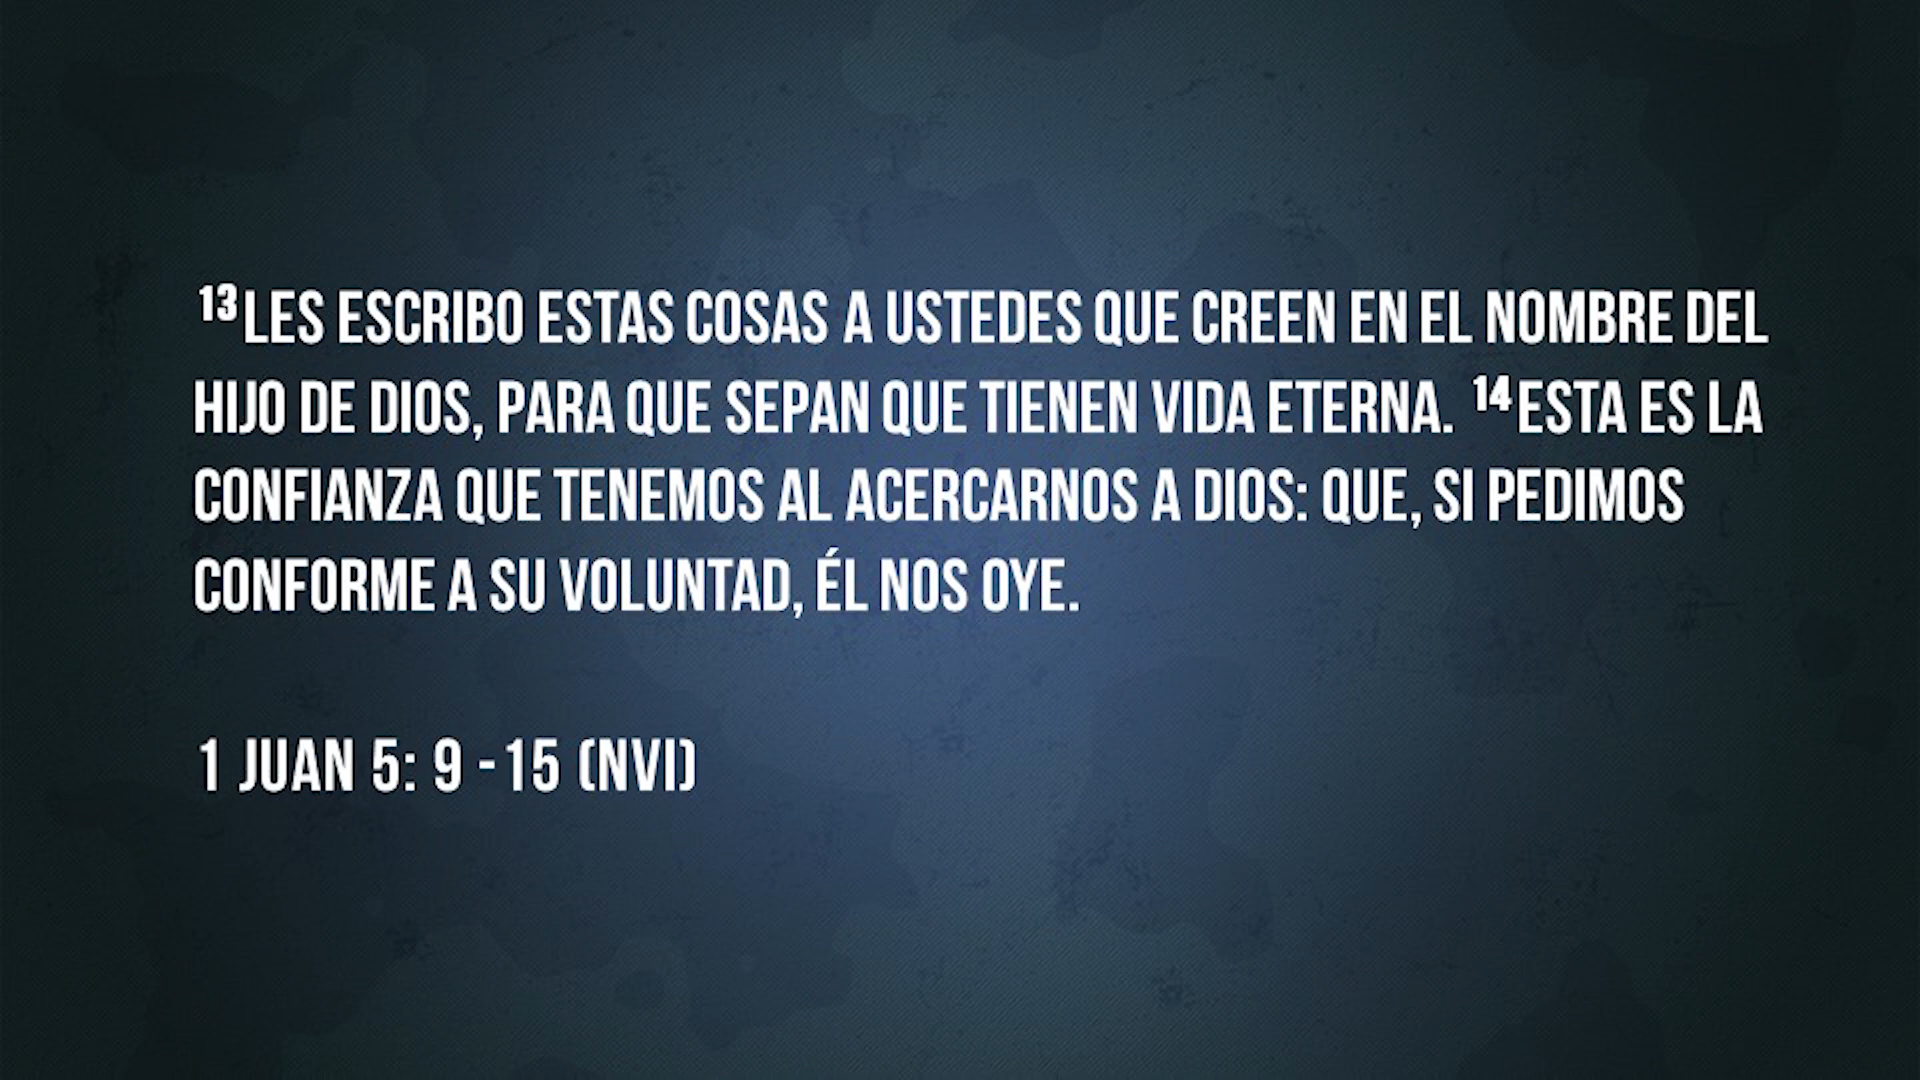 ¹³LES ESCRIBO ESTAS COSAS A USTEDES QUE CREEN EN EL NOMBRE DEL
HIJO DE DIOS, PARA QUE SEPAN QUE TIENEN VIDA ETERNA. ¹⁴ESTA ES LA
CONFIANZA QUE TENEMOS AL ACERCARNOS A DIOS: QUE, SI PEDIMOS
CONFORME A SU VOLUNTAD, ÉL NOS OYE.
1 JUAN 5: 9 -15 (NVI)